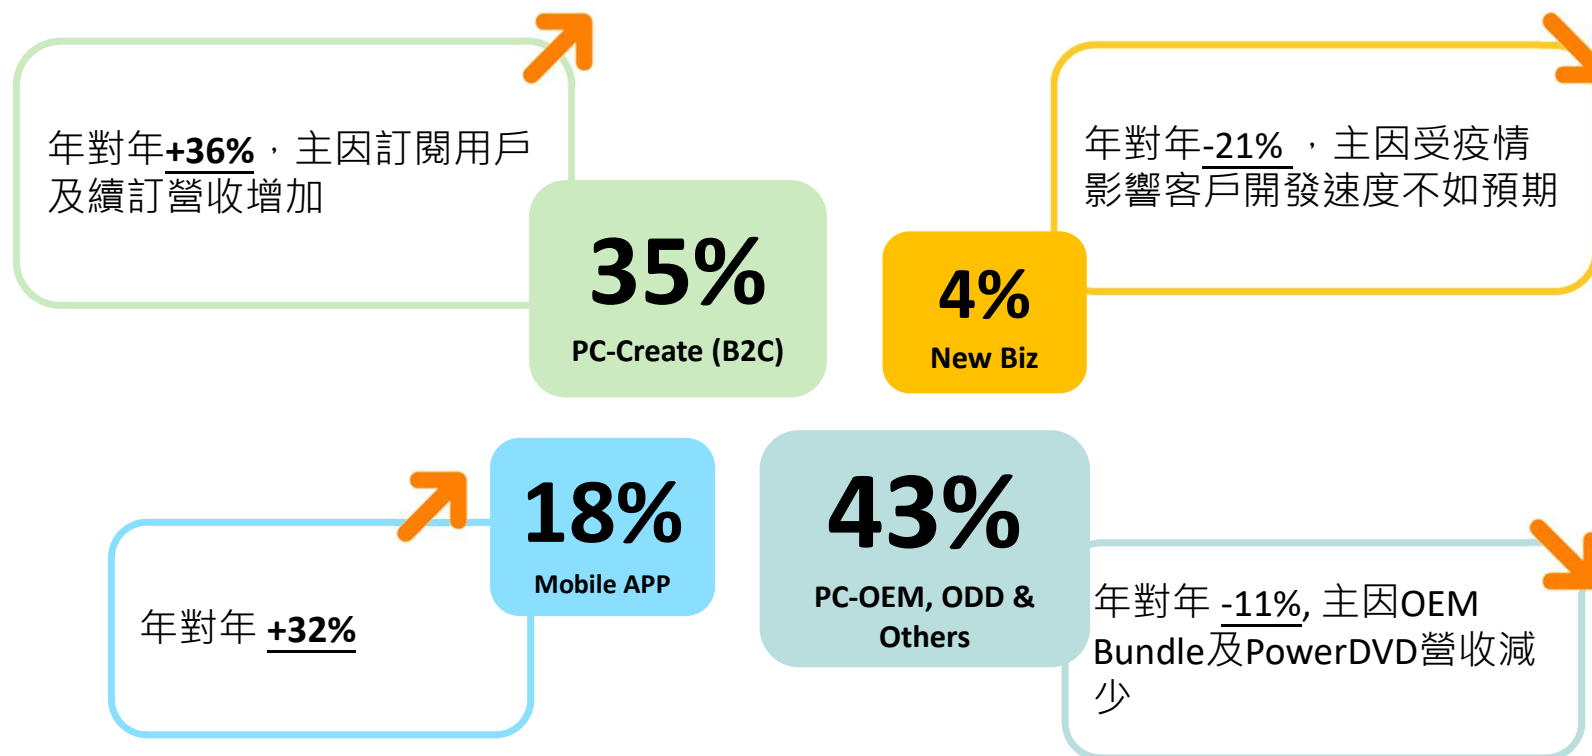 年對年+36%，主因訂閱用戶
及續訂營收增加
35%
PC-Create (B2C)
年對年-21% ，主因受疫情
影響客戶開發速度不如預期
4%
New Biz
18%
Mobile APP
年對年 +32%
43%
PC-OEM, ODD &
Others
年對年 -11%, 主因OEM
Bundle及PowerDVD營收減
少